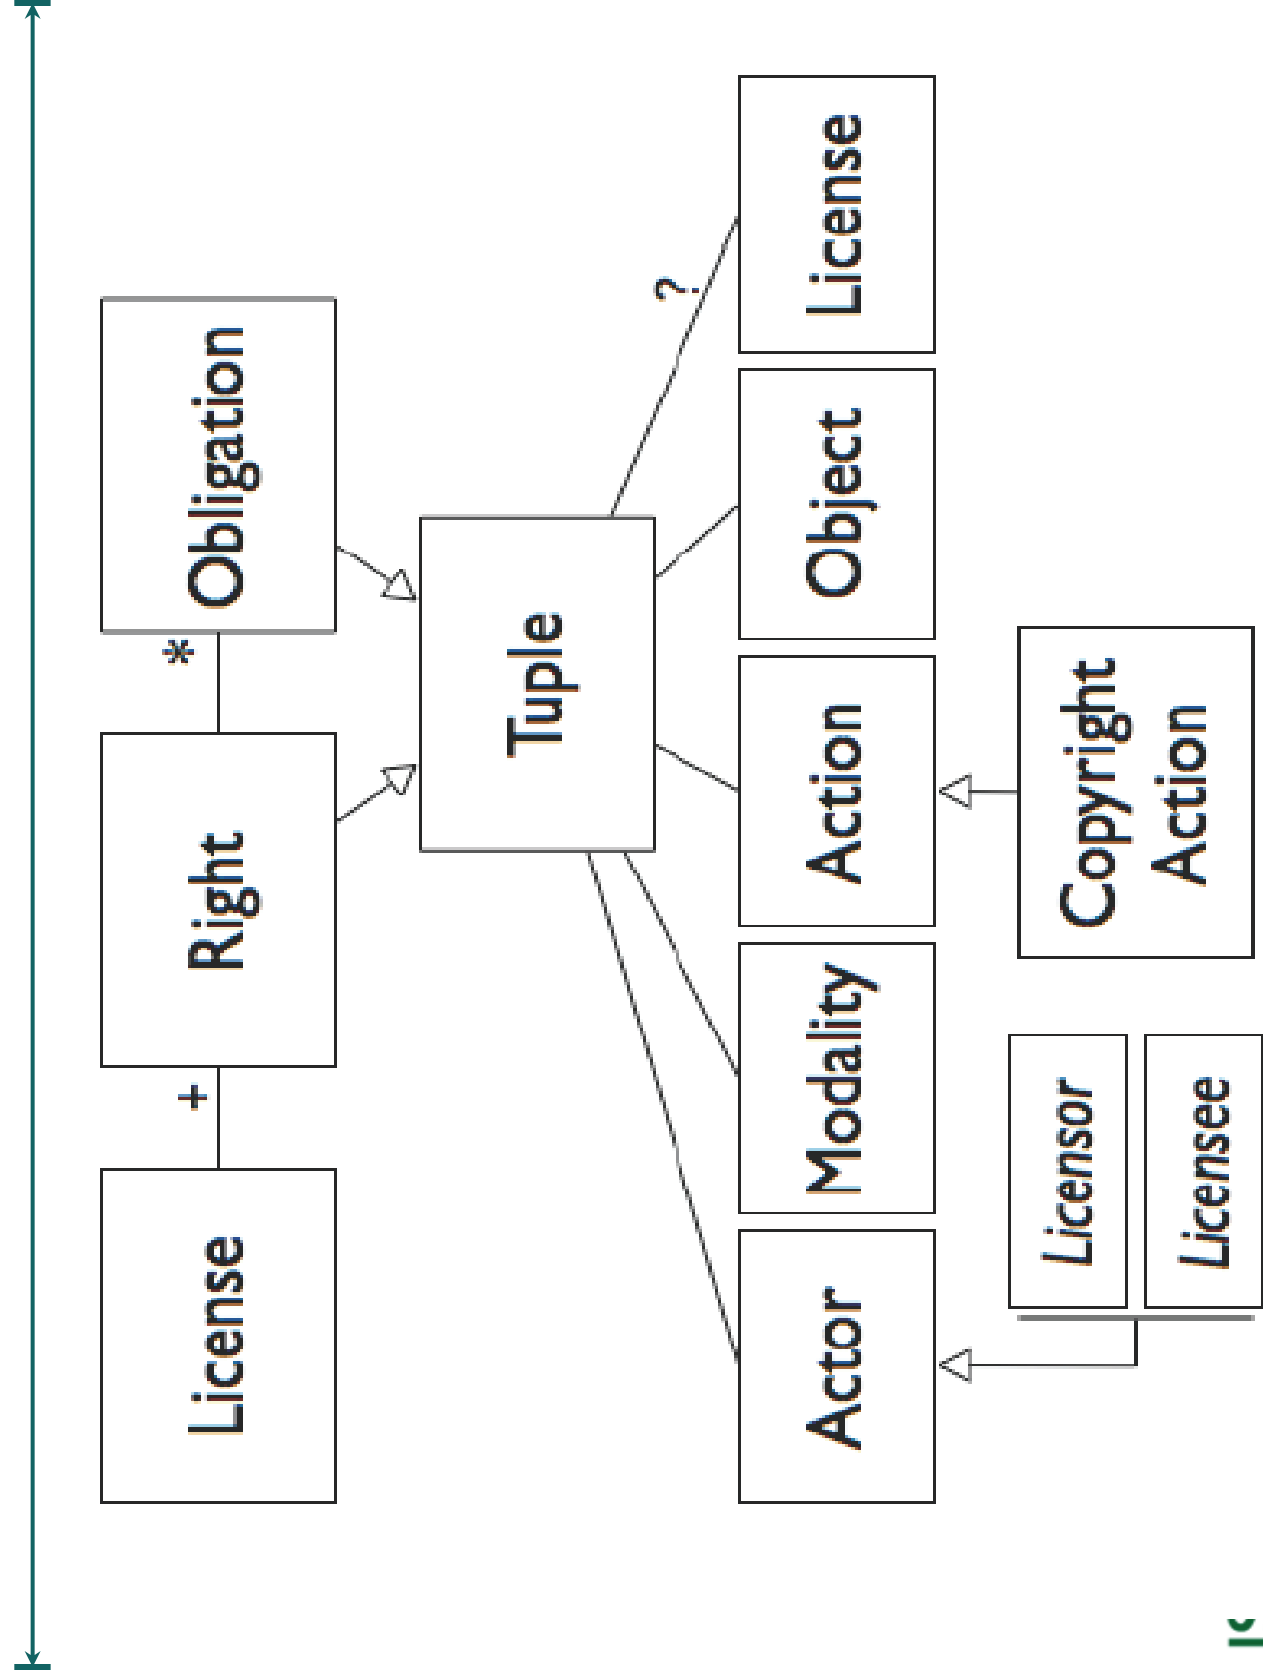 License
+
Right
*
Obligation
Tuple
?
Actor
Modality
Action
Object
License
Licensor
Licensee
Copyright
Action